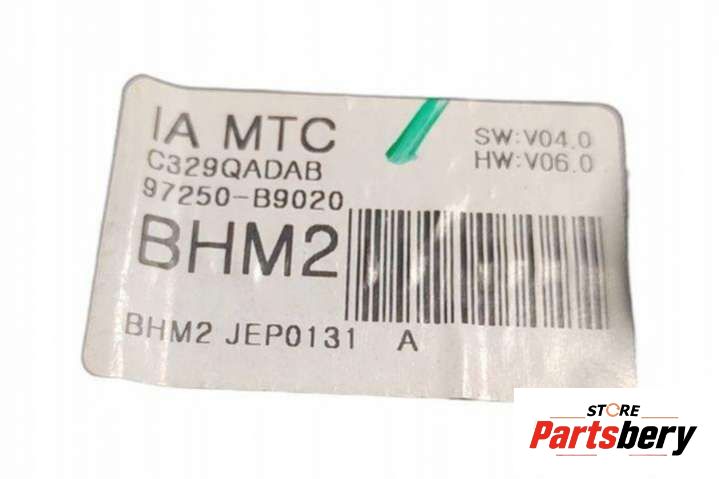 IA MTC
C329QADAB
97250-B9020
BHM2
BHM2 JEP0131 A
SW:V04.0
HW:V06.0
STORE
Partsbery